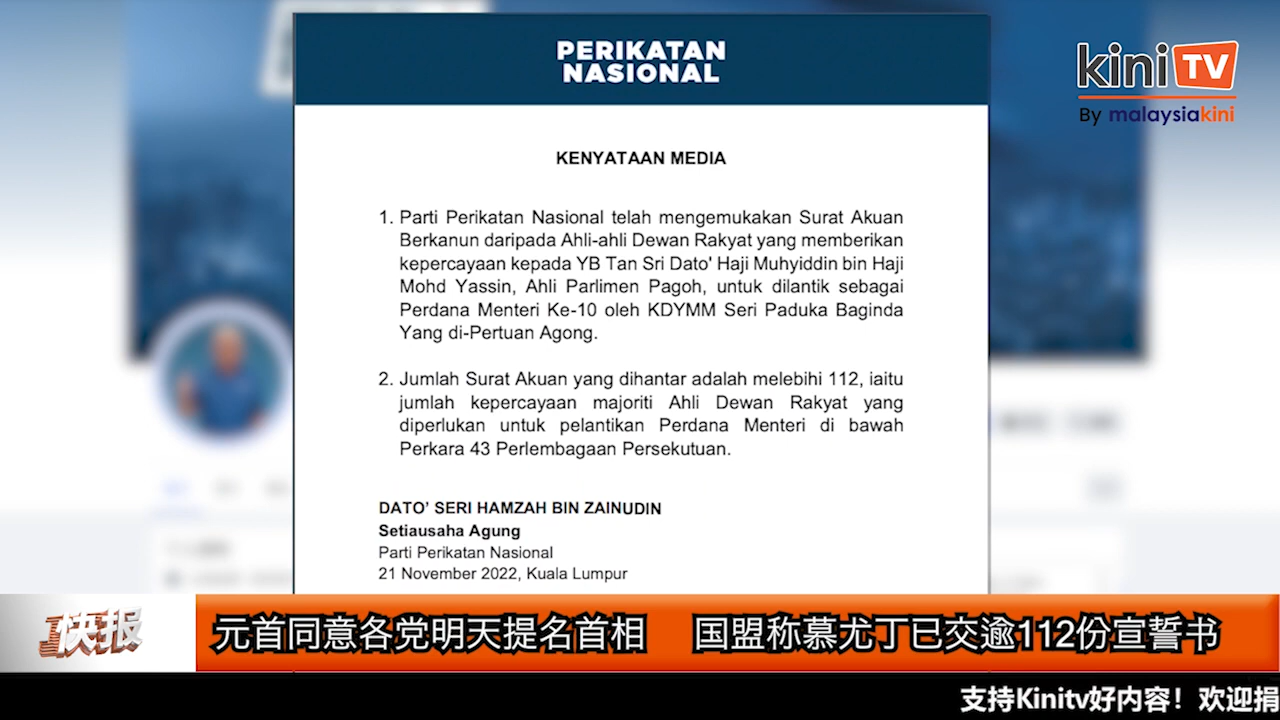 PERIKATAN
NASIONAL
kini TV
By malaysiakini
KENYATAAN MEDIA
1. Parti Perikatan Nasional telah mengemukakan Surat Akuan
Berkanun daripada Ahli-ahli Dewan Rakyat yang memberikan
kepercayaan kepada YB Tan Sri Dato' Haji Muhyiddin bin Haji
Mohd Yassin, Ahli Parlimen Pagoh, untuk dilantik sebagai
Perdana Menteri Ke-10 oleh KDYMM Seri Paduka Baginda
Yang di-Pertuan Agong.
2. Jumlah Surat Akuan yang dihantar adalah melebihi 112, iaitu
jumlah kepercayaan majoriti Ahli Dewan Rakyat yang
diperlukan untuk pelantikan Perdana Menteri di bawah
Perkara 43 Perlembagaan Persekutuan.
DATO’ SERI HAMZAH BIN ZAINUDIN
Setiausaha Agung
Parti Perikatan Nasional
21 November 2022, Kuala Lumpur
快报
元首同意各党明天提名首相 国盟称慕尤丁已交逾112份宣誓书
支持Kinitv好内容！欢迎捐